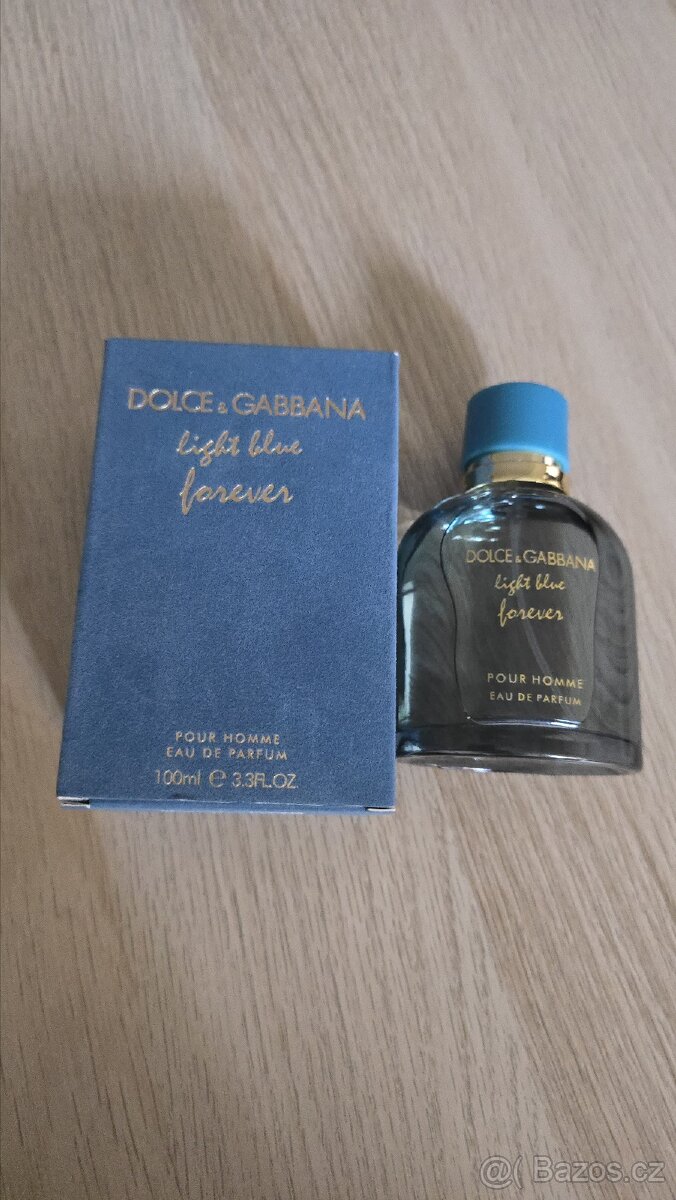 DOLCE & GABBANA
light blue
forever
POUR HOMME
EAU DE PARFUM
100ml ℮ 3.3FL.OZ.
DOLCE & GABBANA
light blue
forever
POUR HOMME
EAU DE PARFUM
@( Bazos.cz